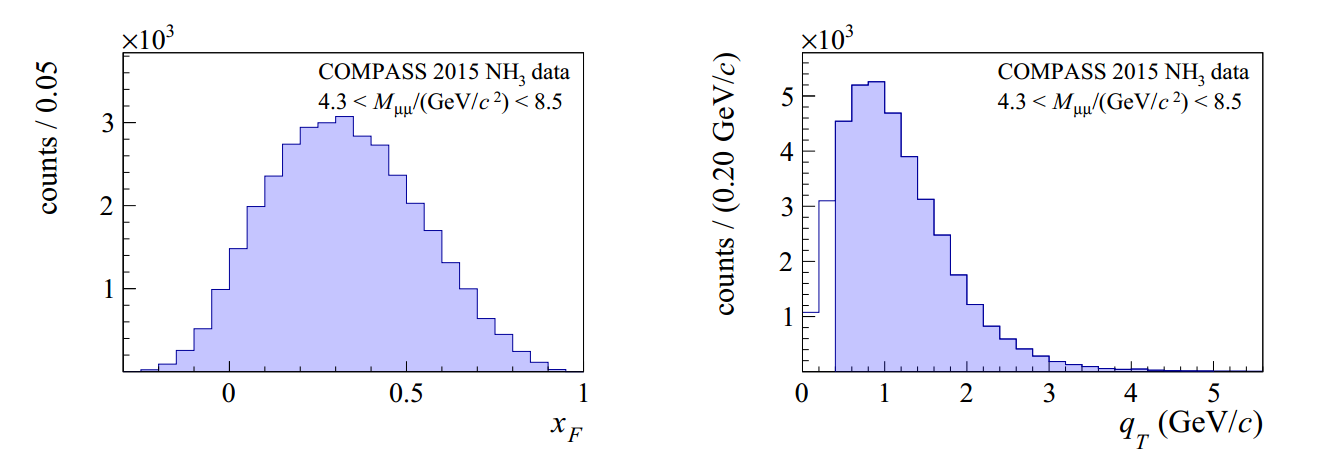 ×10³
COMPASS 2015 NH₃ data
4.3 < Mμμ/(GeV/c²) < 8.5
counts / 0.05
3
2
1
0
0.5
1
x_F
×10³
COMPASS 2015 NH₃ data
4.3 < Mμμ/(GeV/c²) < 8.5
counts / (0.20 GeV/c)
5
4
3
2
1
0
1
2
3
4
5
q_T (GeV/c)